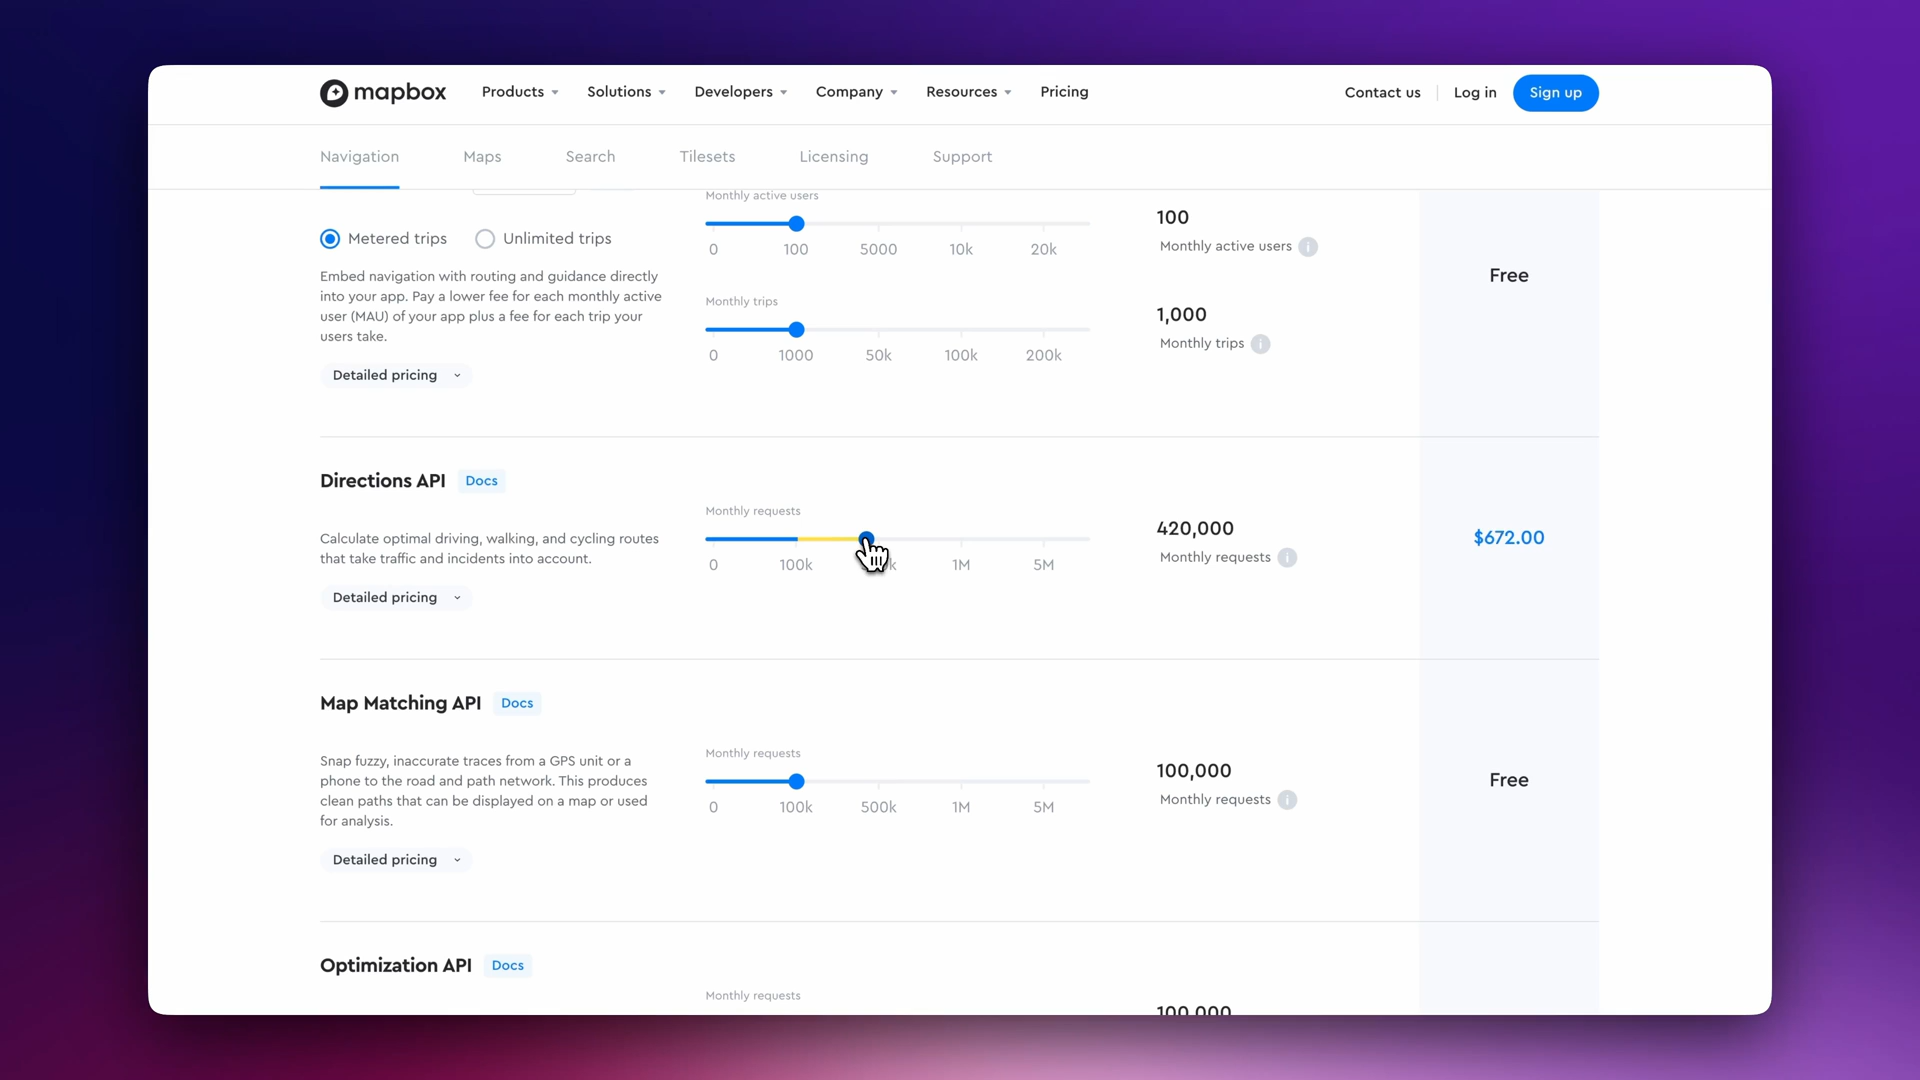 mapbox
Products
Solutions
Developers
Company
Resources
Pricing
Contact us
Log in
Sign up
Navigation
Maps
Search
Tilesets
Licensing
Support
Metered trips
Unlimited trips
Embed navigation with routing and guidance directly
into your app. Pay a lower fee for each monthly active
user (MAU) of your app plus a fee for each trip your
users take.
Detailed pricing
Monthly active users
0 100 5000 10k 20k
Monthly trips
0 1000 50k 100k 200k
100
Monthly active users
1,000
Monthly trips
Free
Directions API
Docs
Calculate optimal driving, walking, and cycling routes
that take traffic and incidents into account.
Detailed pricing
Monthly requests
0 100k 1M 5M
420,000
Monthly requests
$672.00
Map Matching API
Docs
Snap fuzzy, inaccurate traces from a GPS unit or a
phone to the road and path network. This produces
clean paths that can be displayed on a map or used
for analysis.
Detailed pricing
Monthly requests
0 100k 500k 1M 5M
100,000
Monthly requests
Free
Optimization API
Docs
Monthly requests
100,000